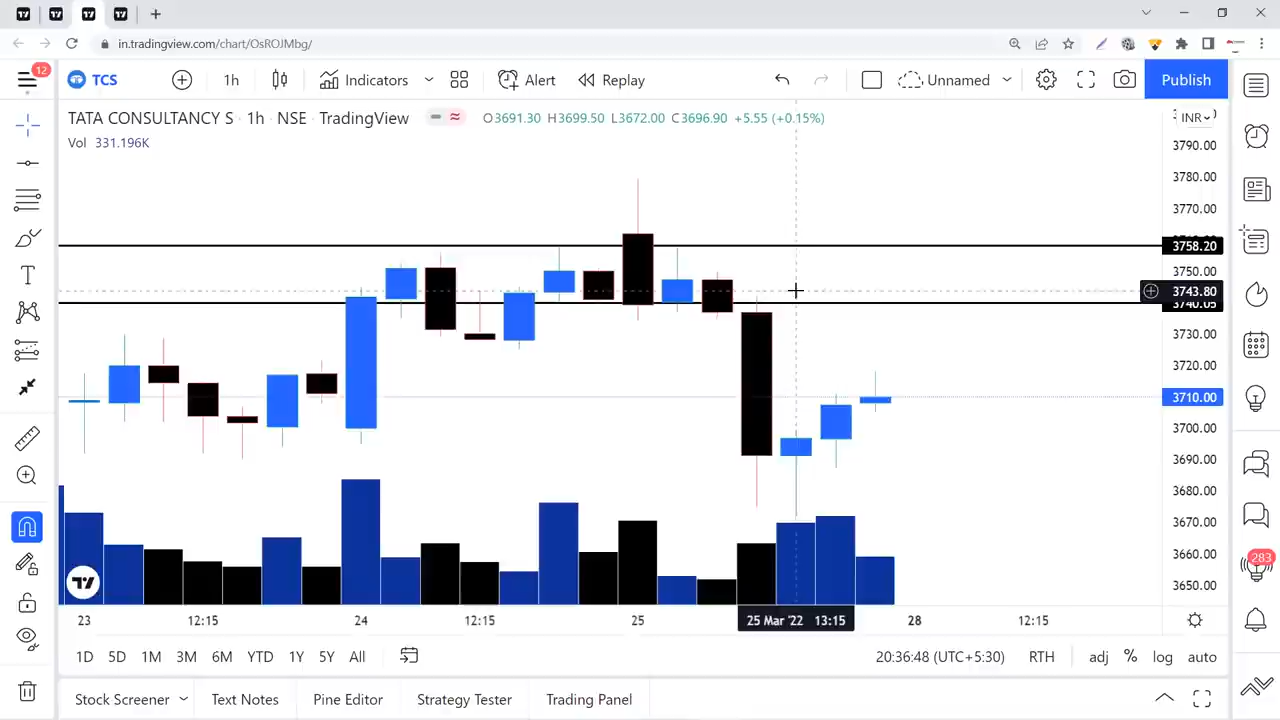 in.tradingview.com/chart/OsROJMbg/
12
TCS
1h
Indicators
Alert
Replay
Unnamed
Publish
TATA CONSULTANCY S · 1h · NSE · TradingView
O3691.30 H3699.50 L3672.00 C3696.90 +5.55 (+0.15%)
INR
Vol 331.196K
3790.00
3780.00
3770.00
3758.20
3750.00
3743.80
3740.05
3730.00
3720.00
3710.00
3700.00
3690.00
3680.00
3670.00
3660.00
3650.00
283
23
12:15
24
12:15
25
25 Mar '22 13:15
28
12:15
1D 5D 1M 3M 6M YTD 1Y 5Y All
20:36:48 (UTC+5:30) RTH adj % log auto
Stock Screener Text Notes Pine Editor Strategy Tester Trading Panel